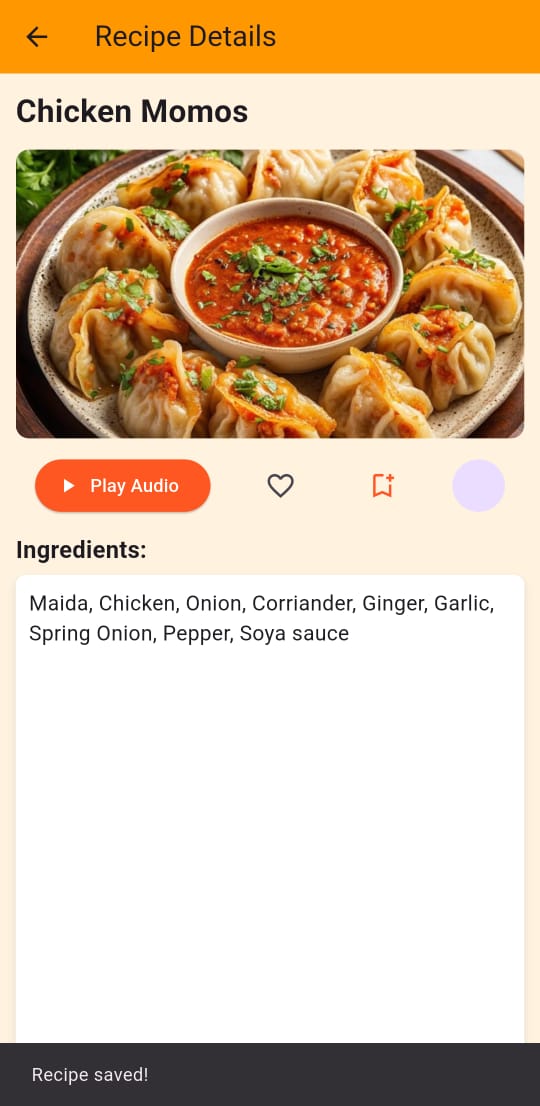 Recipe Details
Chicken Momos
Play Audio
Ingredients:
Maida, Chicken, Onion, Corriander, Ginger, Garlic,
Spring Onion, Pepper, Soya sauce
Recipe saved!